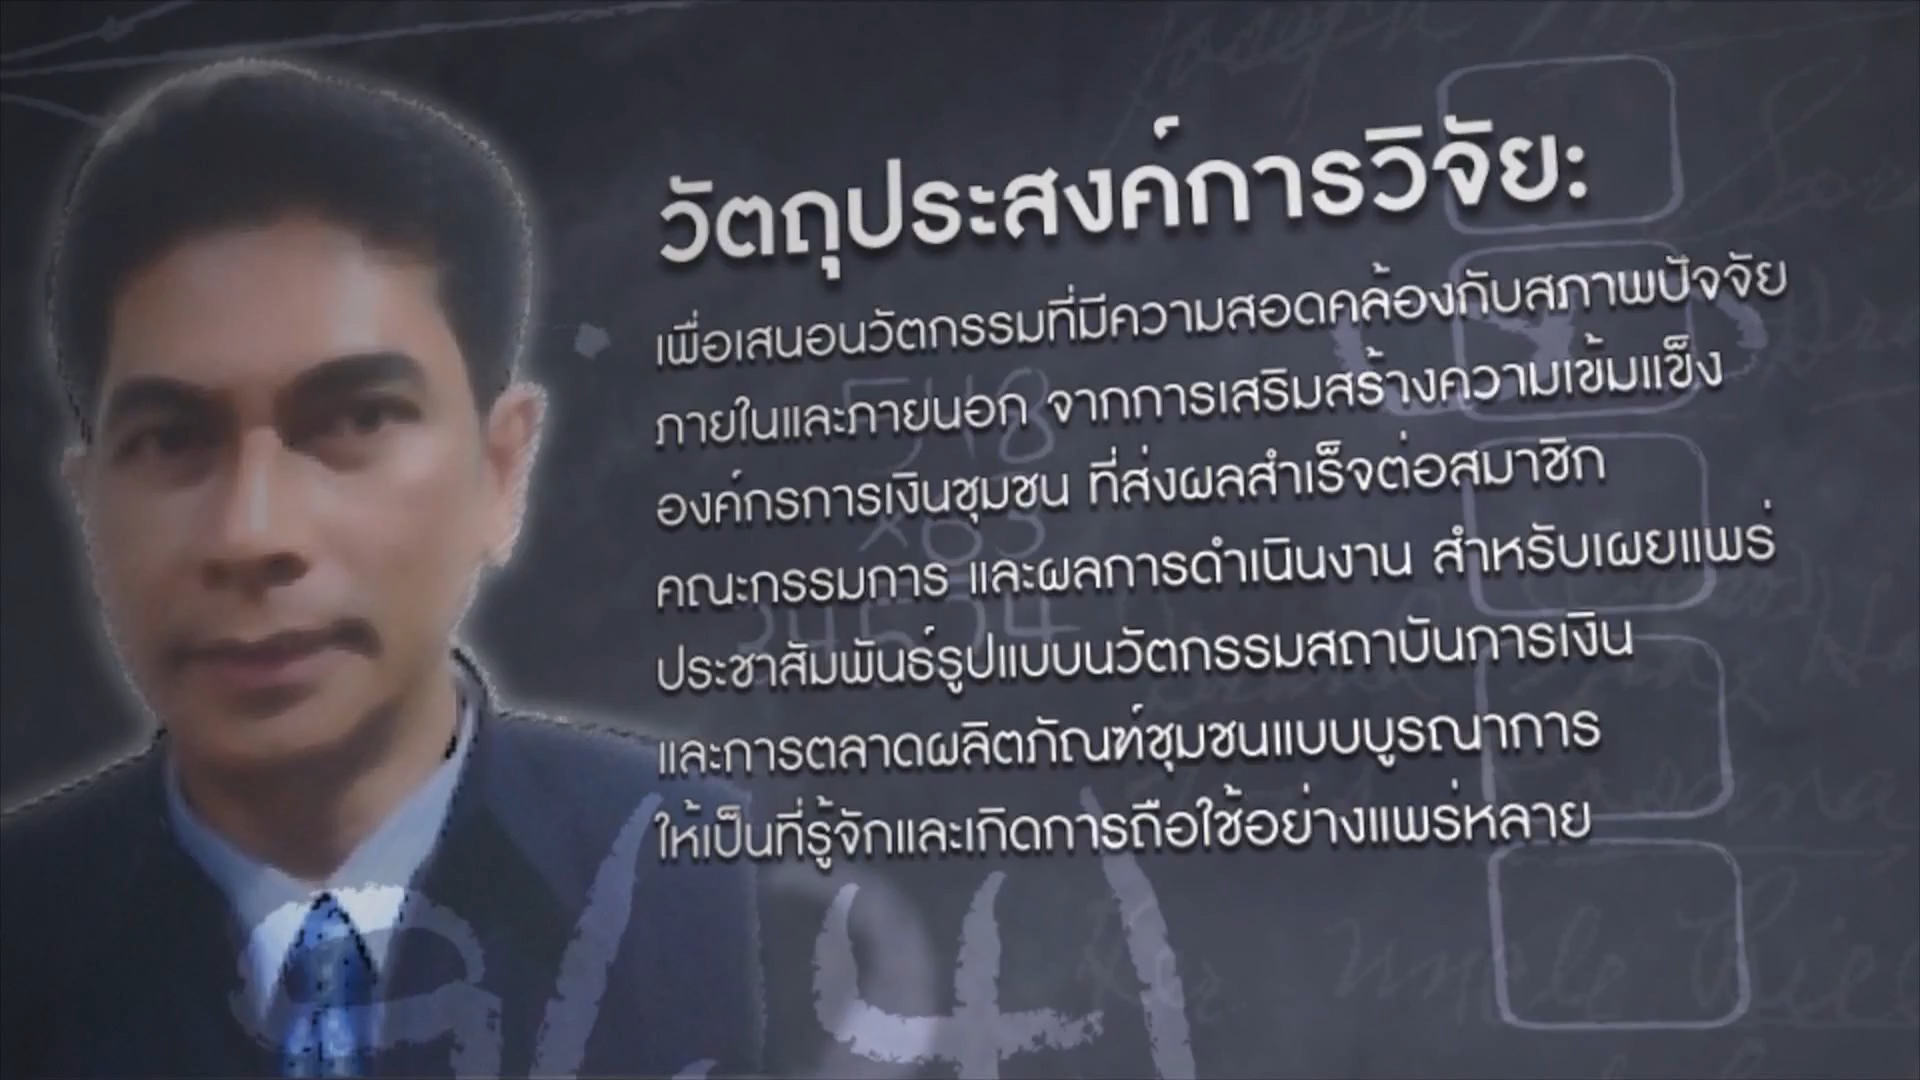 วัตถุประสงค์การวิจัย:
เพื่อเสนอนวัตกรรมที่มีความสอดคล้องกับสภาพปัจจัย
ภายในและภายนอก จากการเสริมสร้างความเข้มแข็ง
องค์กรการเงินชุมชน ที่ส่งผลสำเร็จต่อสมาชิก
คณะกรรมการ และผลการดำเนินงาน สำหรับเผยแพร่
ประชาสัมพันธ์รูปแบบนวัตกรรมสถาบันการเงิน
และการตลาดผลิตภัณฑ์ชุมชนแบบบูรณาการ
ให้เป็นที่รู้จักและเกิดการถือใช้อย่างแพร่หลาย